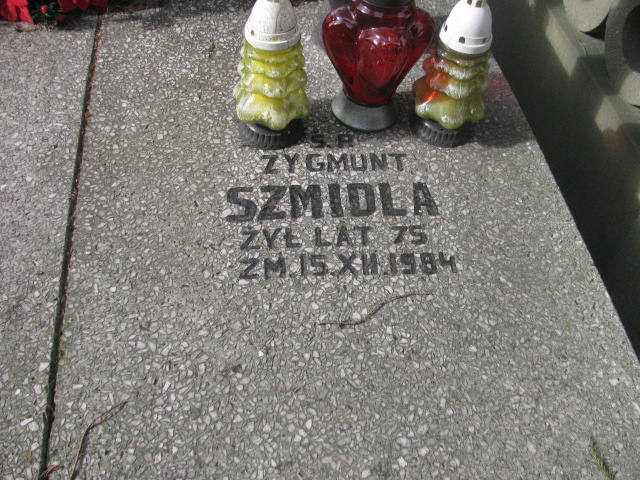 Ś.P.
ZYGMUNT
SZMIDLA
ŻYŁ LAT 75
ZM.15.XII.1984